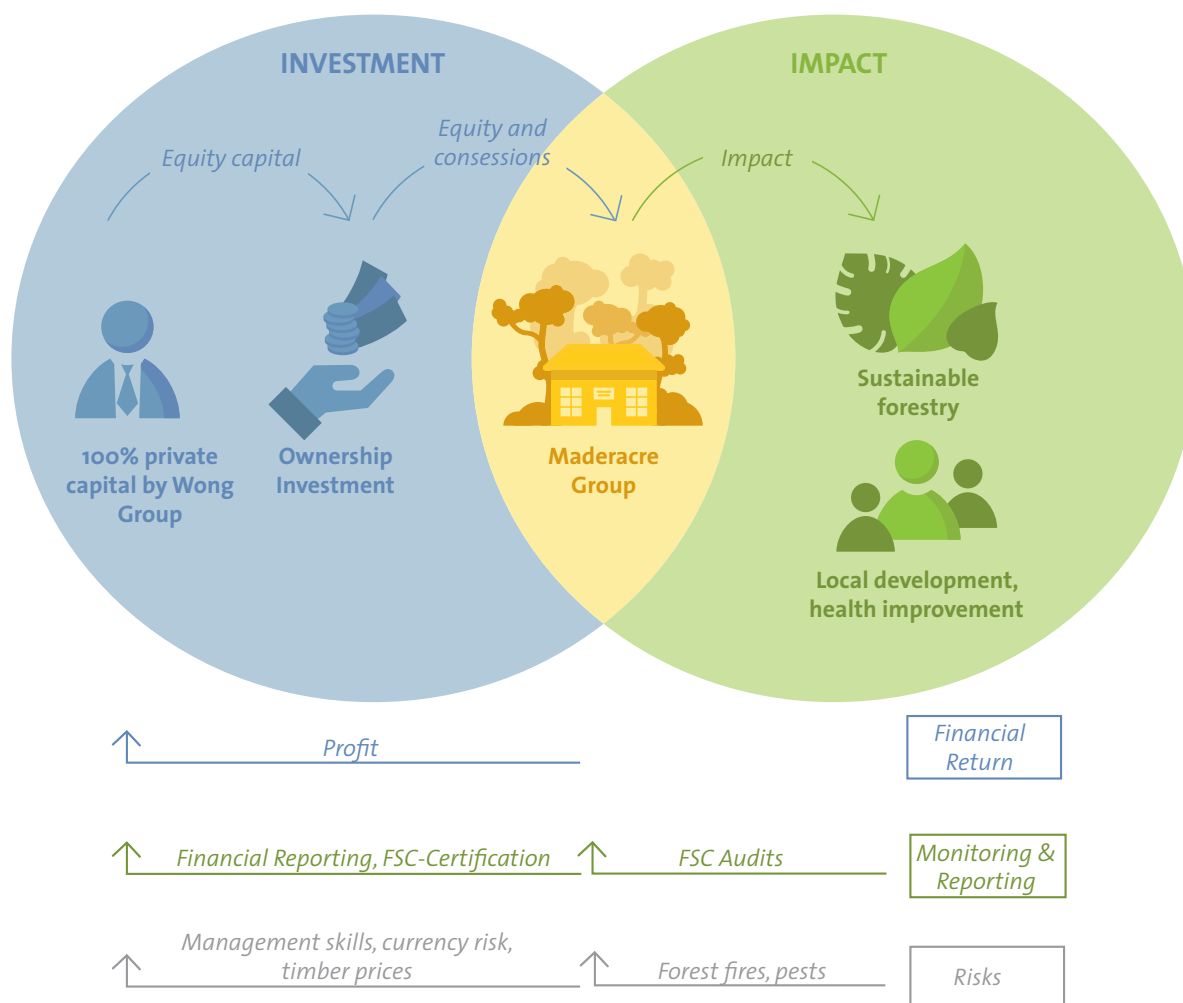 INVESTMENT
IMPACT
Equity capital
Equity and
consessions
Impact
100% private
capital by Wong
Group
Ownership
Investment
Maderacre
Group
Sustainable
forestry
Local development,
health improvement
Profit
Financial
Return
Financial Reporting, FSC-Certification
FSC Audits
Monitoring &
Reporting
Management skills, currency risk,
timber prices
Forest fires, pests
Risks